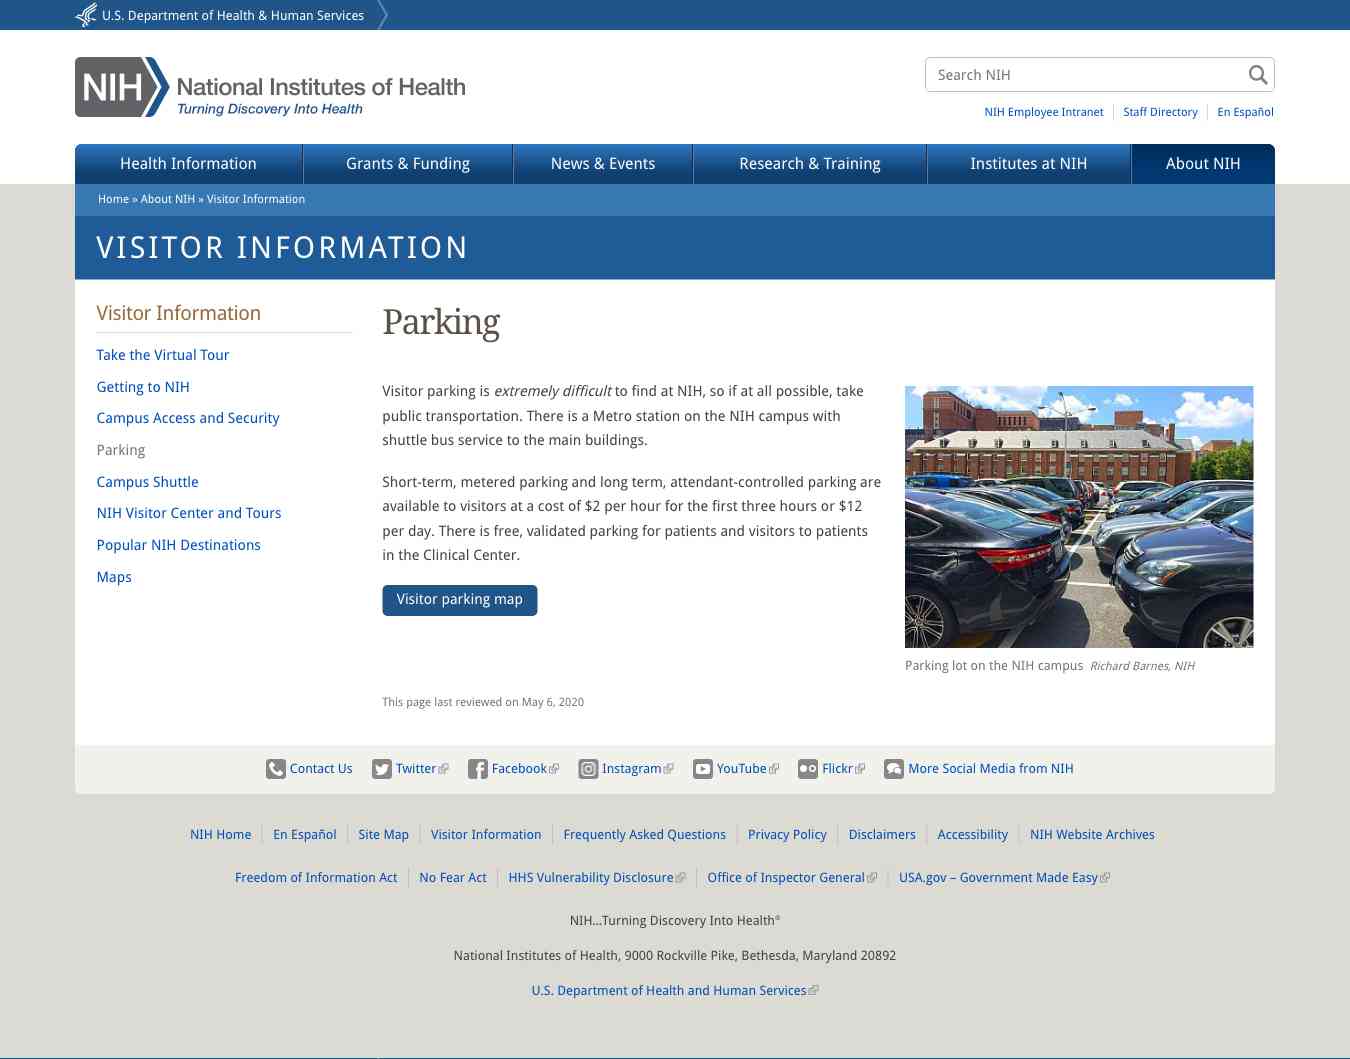 U.S. Department of Health & Human Services
NIH National Institutes of Health
Turning Discovery Into Health
Search NIH
NIH Employee Intranet Staff Directory En Español
Health Information Grants & Funding News & Events Research & Training Institutes at NIH About NIH
Home » About NIH » Visitor Information
VISITOR INFORMATION
Visitor Information
Take the Virtual Tour
Getting to NIH
Campus Access and Security
Parking
Campus Shuttle
NIH Visitor Center and Tours
Popular NIH Destinations
Maps
Parking
Visitor parking is extremely difficult to find at NIH, so if at all possible, take
public transportation. There is a Metro station on the NIH campus with
shuttle bus service to the main buildings.
Short-term, metered parking and long term, attendant-controlled parking are
available to visitors at a cost of $2 per hour for the first three hours or $12
per day. There is free, validated parking for patients and visitors to patients
in the Clinical Center.
Visitor parking map
Parking lot on the NIH campus Richard Barnes, NIH
This page last reviewed on May 6, 2020
Contact Us Twitter Facebook Instagram YouTube Flickr More Social Media from NIH
NIH Home En Español Site Map Visitor Information Frequently Asked Questions Privacy Policy Disclaimers Accessibility NIH Website Archives
Freedom of Information Act No Fear Act HHS Vulnerability Disclosure Office of Inspector General USA.gov – Government Made Easy
NIH…Turning Discovery Into Health®
National Institutes of Health, 9000 Rockville Pike, Bethesda, Maryland 20892
U.S. Department of Health and Human Services